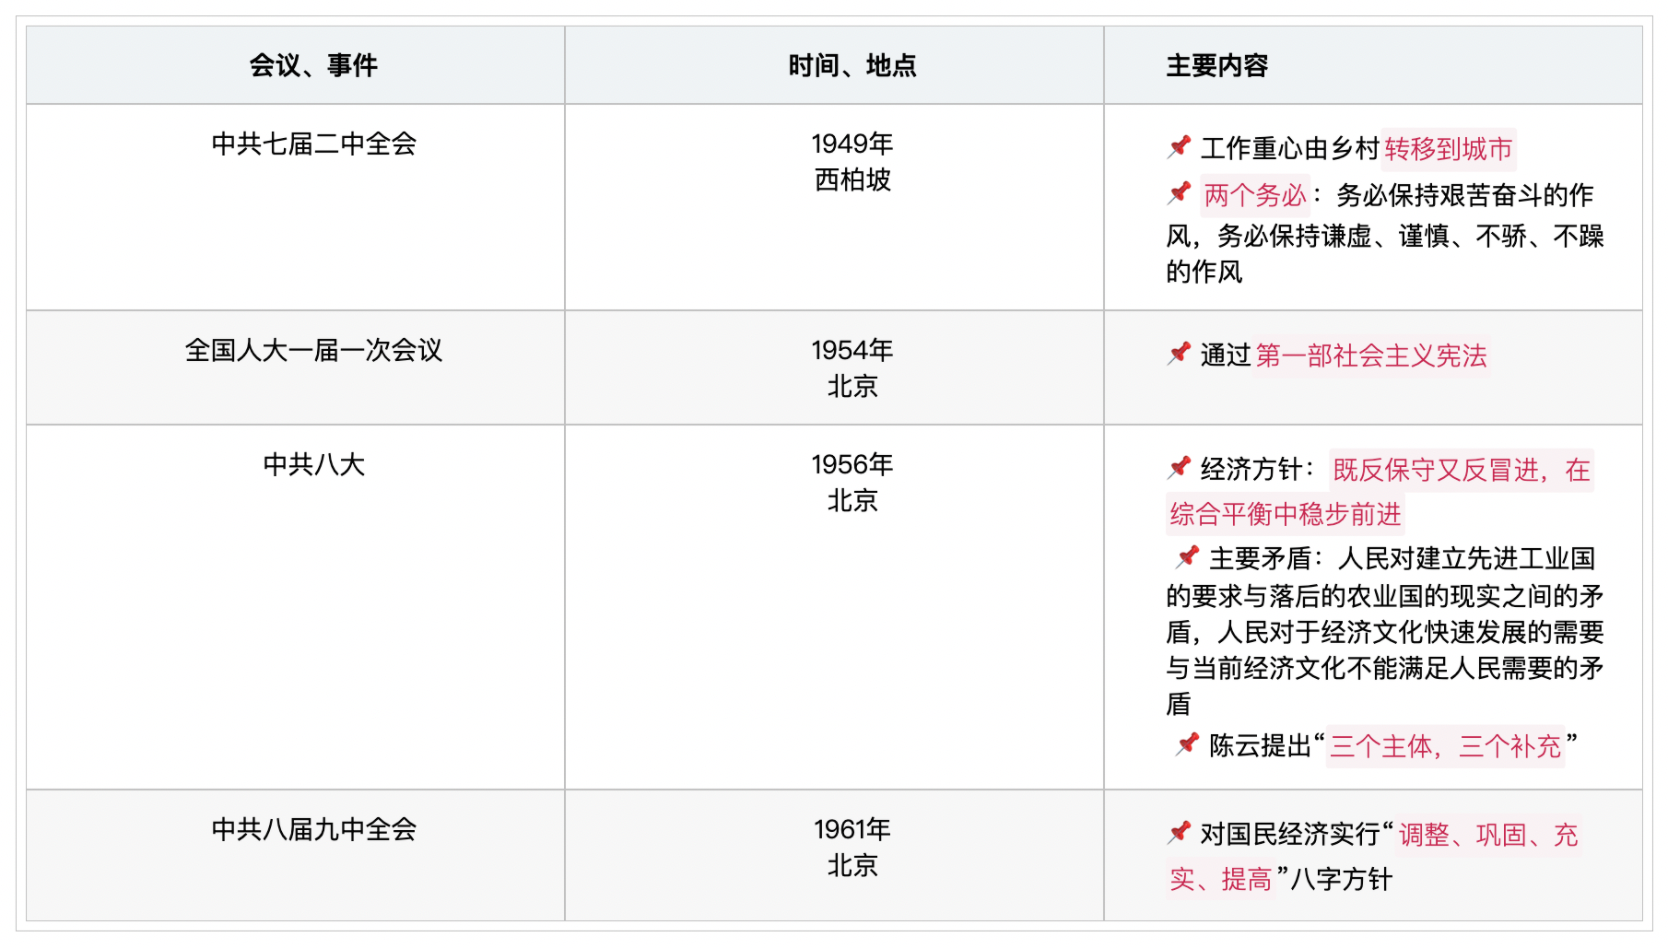 会议、事件
时间、地点
主要内容
中共七届二中全会
1949年
西柏坡
工作重心由乡村转移到城市
两个务必：务必保持艰苦奋斗的作
风，务必保持谦虚、谨慎、不骄、不躁
的作风
全国人大一届一次会议
1954年
北京
通过第一部社会主义宪法
中共八大
1956年
北京
经济方针：既反保守又反冒进，在
综合平衡中稳步前进
主要矛盾：人民对建立先进工业国
的要求与落后的农业国的现实之间的矛
盾，人民对于经济文化快速发展的需要
与当前经济文化不能满足人民需要的矛
盾
陈云提出“三个主体，三个补充”
中共八届九中全会
1961年
北京
对国民经济实行“调整、巩固、充
实、提高”八字方针